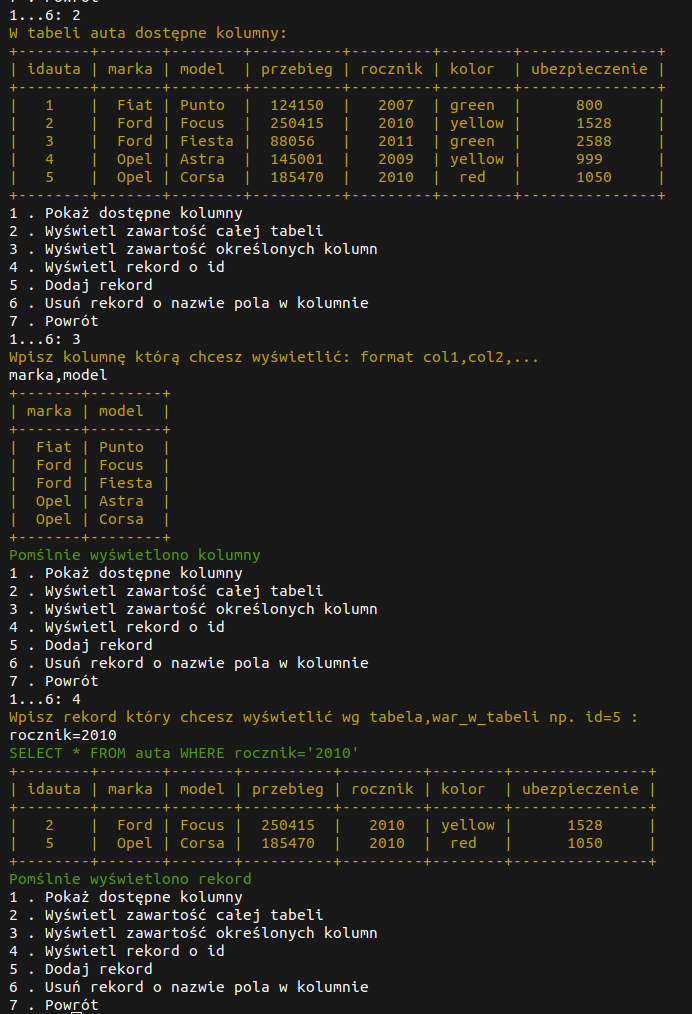 1...6: 2
W tabeli auta dostępne kolumny:
+--------+-------+--------+----------+---------+--------+---------------+
| idauta | marka | model  | przebieg | rocznik | kolor  | ubezpieczenie |
+--------+-------+--------+----------+---------+--------+---------------+
|   1    |  Fiat | Punto  |  124150  |   2007  | green  |      800      |
|   2    |  Ford | Focus  |  250415  |   2010  | yellow |      1528     |
|   3    |  Ford | Fiesta |  88056   |   2011  | green  |      2588     |
|   4    |  Opel | Astra  |  145001  |   2009  | yellow |      999      |
|   5    |  Opel | Corsa  |  185470  |   2010  |  red   |      1050     |
+--------+-------+--------+----------+---------+--------+---------------+
1 . Pokaż dostępne kolumny
2 . Wyświetl zawartość całej tabeli
3 . Wyświetl zawartość określonych kolumn
4 . Wyświetl rekord o id
5 . Dodaj rekord
6 . Usuń rekord o nazwie pola w kolumnie
7 . Powrót
1...6: 3
Wpisz kolumnę którą chcesz wyświetlić: format col1,col2,...
marka,model
+-------+--------+
| marka | model  |
+-------+--------+
|  Fiat | Punto  |
|  Ford | Focus  |
|  Ford | Fiesta |
|  Opel | Astra  |
|  Opel | Corsa  |
+-------+--------+
Pomślnie wyświetlono kolumny
1 . Pokaż dostępne kolumny
2 . Wyświetl zawartość całej tabeli
3 . Wyświetl zawartość określonych kolumn
4 . Wyświetl rekord o id
5 . Dodaj rekord
6 . Usuń rekord o nazwie pola w kolumnie
7 . Powrót
1...6: 4
Wpisz rekord który chcesz wyświetlić wg tabela,war_w_tabeli np. id=5 :
rocznik=2010
SELECT * FROM auta WHERE rocznik='2010'
+--------+-------+-------+----------+---------+--------+---------------+
| idauta | marka | model | przebieg | rocznik | kolor  | ubezpieczenie |
+--------+-------+-------+----------+---------+--------+---------------+
|   2    |  Ford | Focus |  250415  |   2010  | yellow |      1528     |
|   5    |  Opel | Corsa |  185470  |   2010  |  red   |      1050     |
+--------+-------+-------+----------+---------+--------+---------------+
Pomślnie wyświetlono rekord
1 . Pokaż dostępne kolumny
2 . Wyświetl zawartość całej tabeli
3 . Wyświetl zawartość określonych kolumn
4 . Wyświetl rekord o id
5 . Dodaj rekord
6 . Usuń rekord o nazwie pola w kolumnie
7 . Powrót